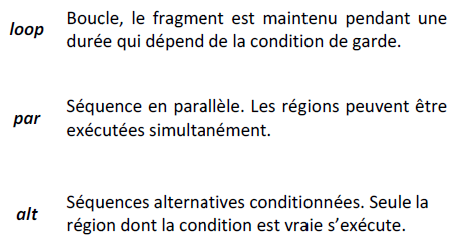 loop Boucle, le fragment est maintenu pendant une
durée qui dépend de la condition de garde.
par Séquence en parallèle. Les régions peuvent être
exécutées simultanément.
alt Séquences alternatives conditionnées. Seule la
région dont la condition est vraie s’exécute.